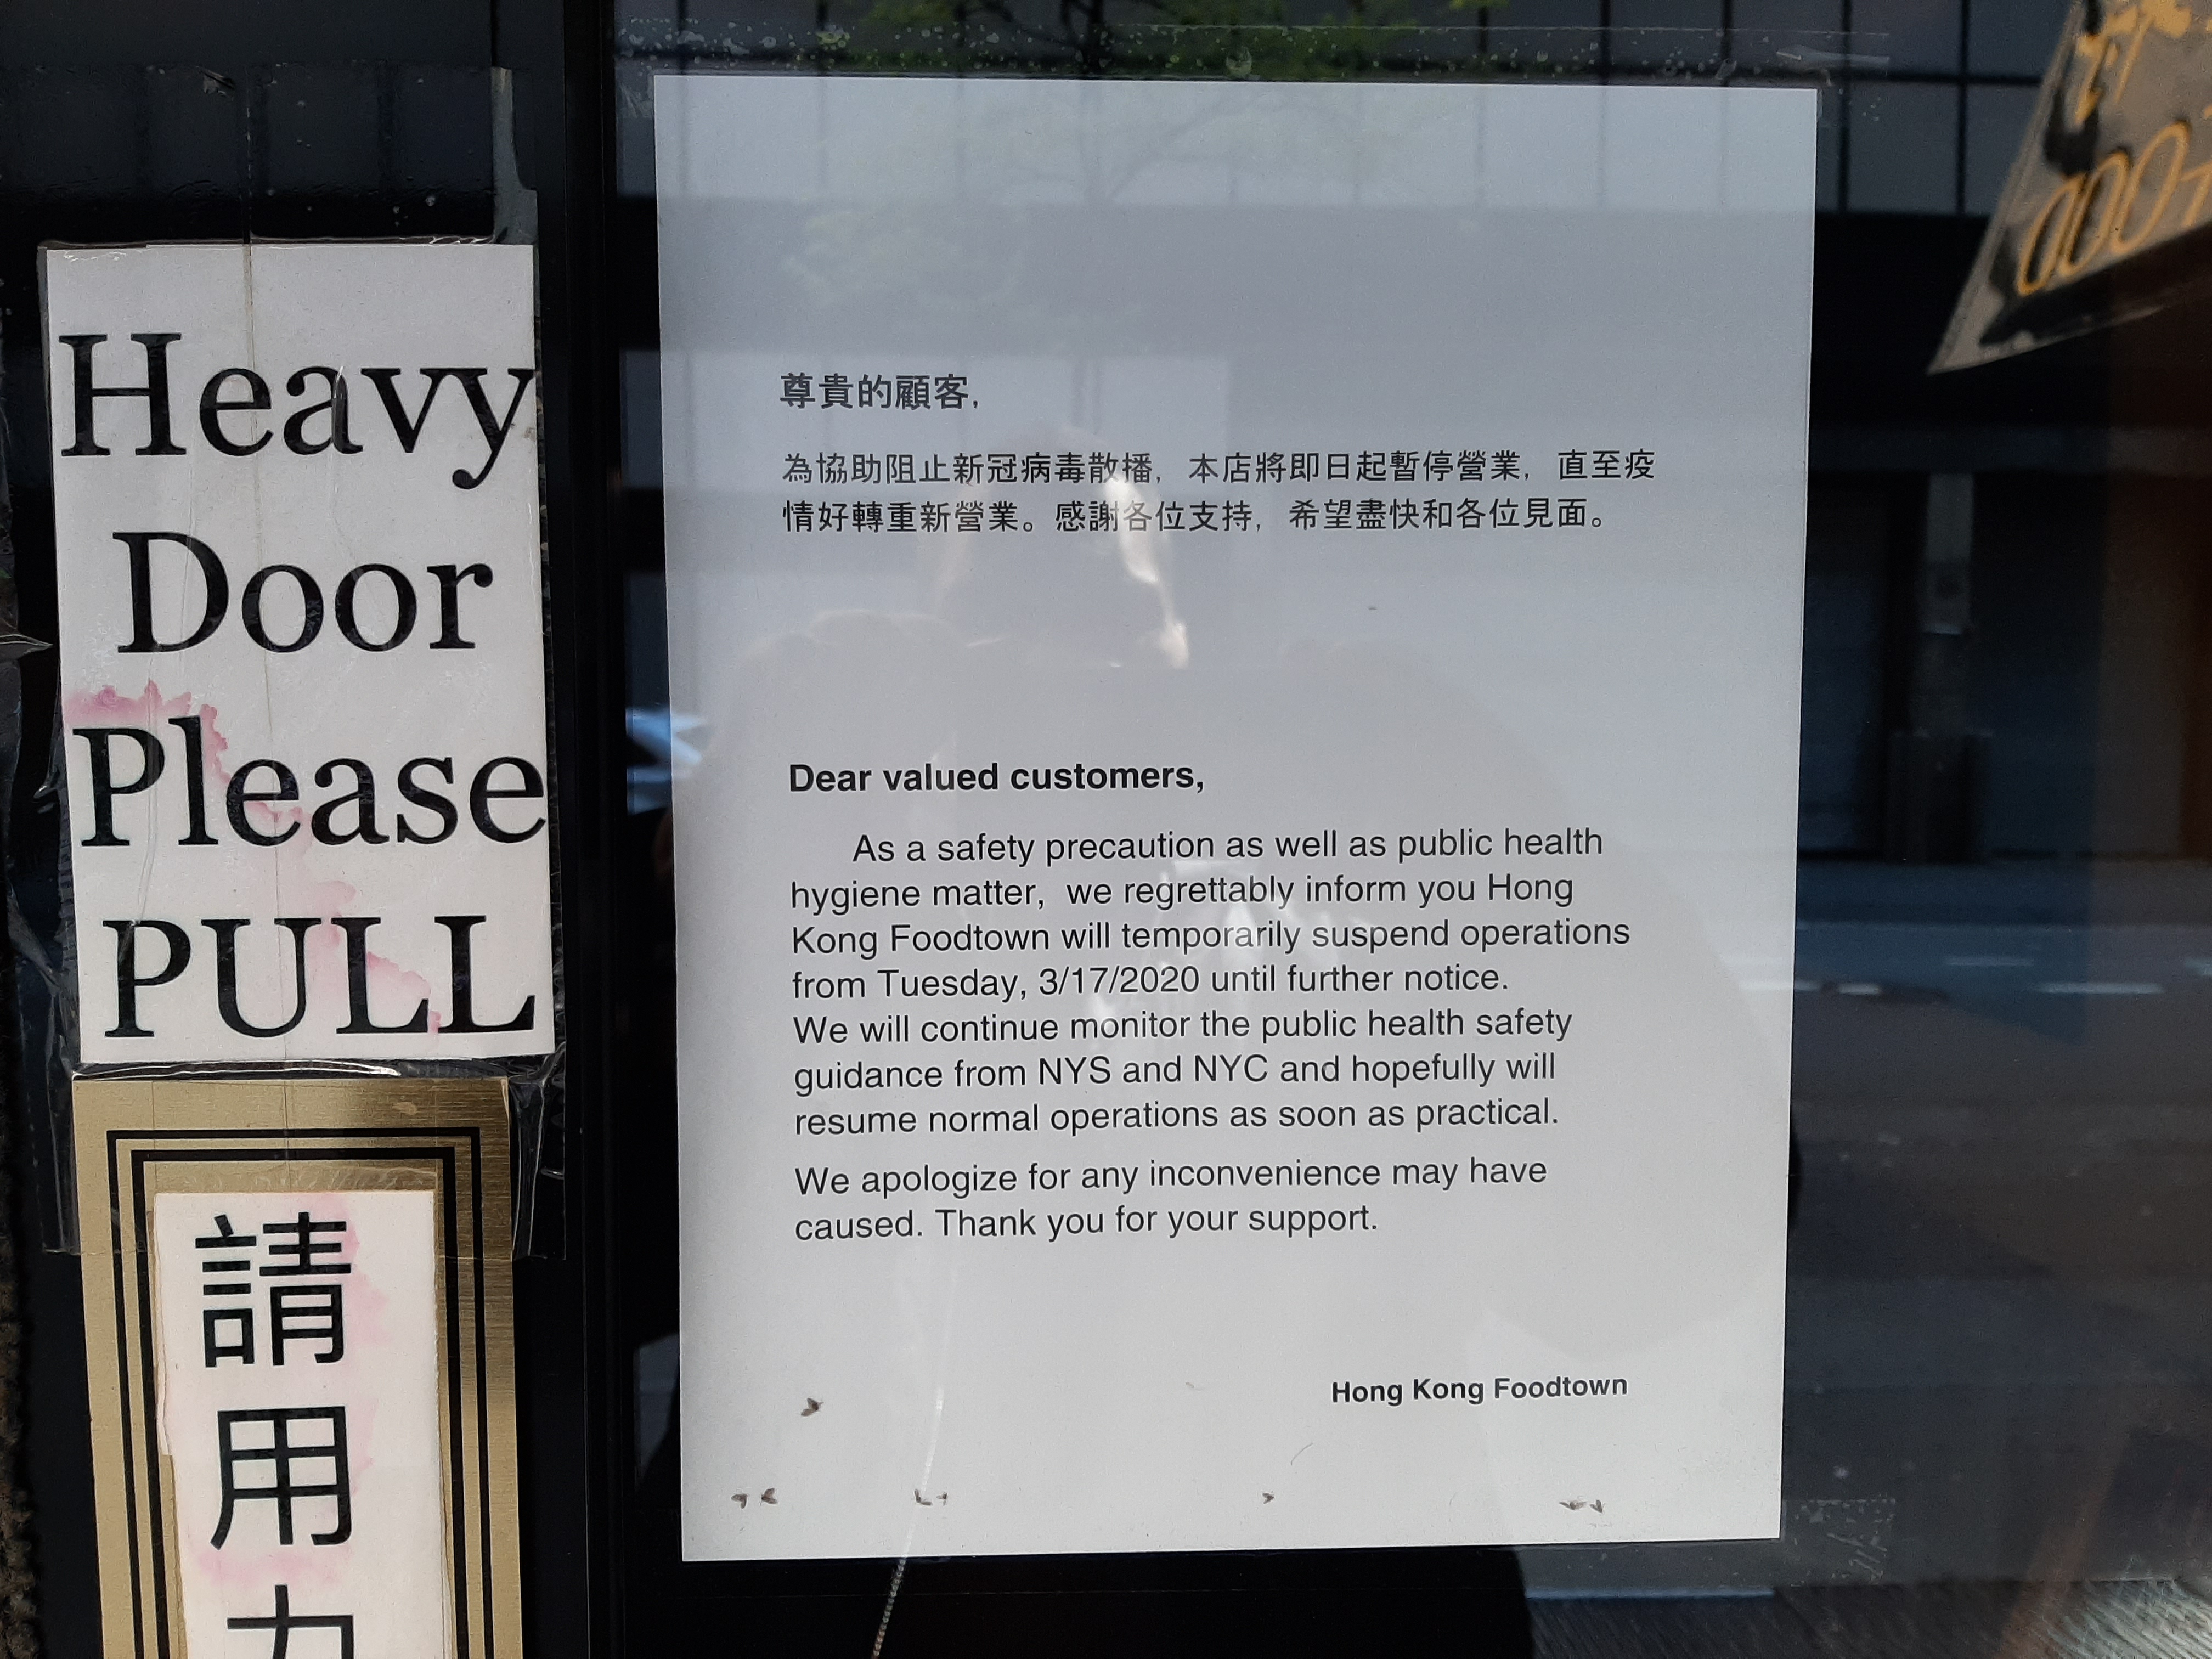 Heavy
Door
Please
PULL
請
用
力
尊貴的顧客,
為協助阻止新冠病毒散播, 本店將即日起暫停營業, 直至疫
情好轉重新營業。感謝各位支持, 希望盡快和各位見面。
Dear valued customers,
As a safety precaution as well as public health
hygiene matter, we regrettably inform you Hong
Kong Foodtown will temporarily suspend operations
from Tuesday, 3/17/2020 until further notice.
We will continue monitor the public health safety
guidance from NYS and NYC and hopefully will
resume normal operations as soon as practical.
We apologize for any inconvenience may have
caused. Thank you for your support.
Hong Kong Foodtown